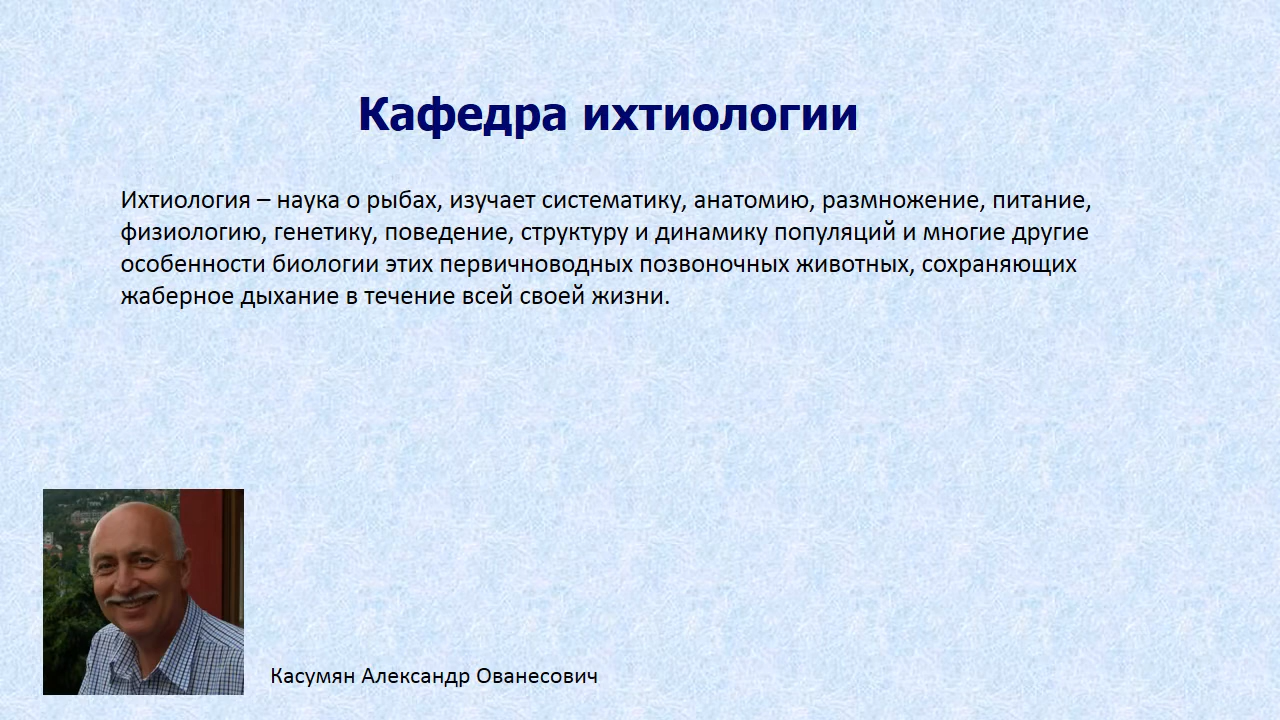 Кафедра ихтиологии
Ихтиология – наука о рыбах, изучает систематику, анатомию, размножение, питание,
физиологию, генетику, поведение, структуру и динамику популяций и многие другие
особенности биологии этих первичноводных позвоночных животных, сохраняющих
жаберное дыхание в течение всей своей жизни.
Касумян Александр Ованесович